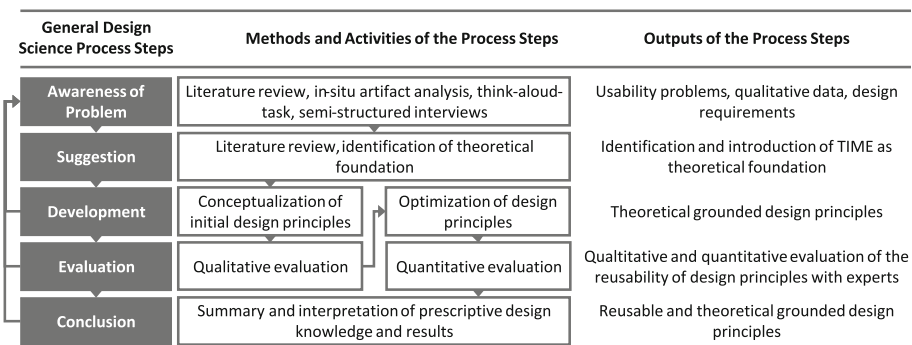 General Design
Science Process Steps
Methods and Activities of the Process Steps
Outputs of the Process Steps
Awareness of
Problem
Literature review, in-situ artifact analysis, think-aloud-
task, semi-structured interviews
Usability problems, qualitative data, design
requirements
Suggestion
Literature review, identification of theoretical
foundation
Identification and introduction of TIME as
theoretical foundation
Development
Conceptualization of
initial design principles
Optimization of design
principles
Theoretical grounded design principles
Evaluation
Qualitative evaluation
Quantitative evaluation
Qualtitative and quantitative evaluation of the
reusability of design principles with experts
Conclusion
Summary and interpretation of prescriptive design
knowledge and results
Reusable and theoretical grounded design
principles